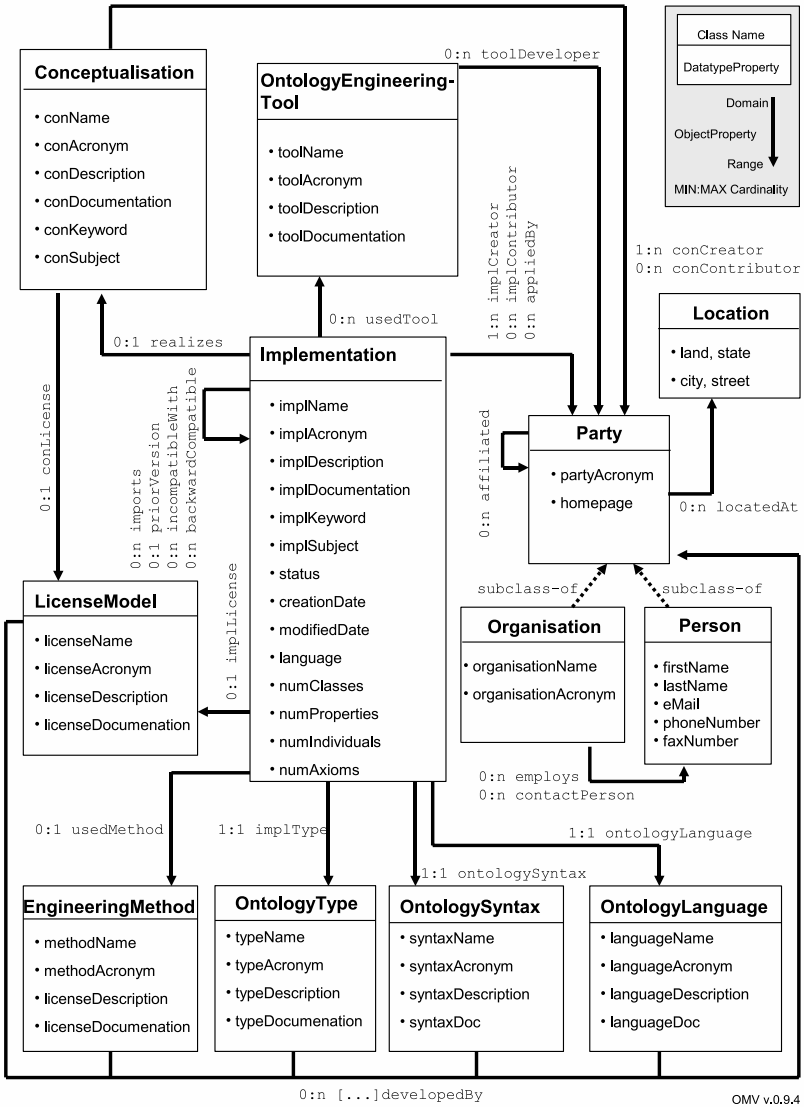 0:n toolDeveloper
Class Name
DatatypeProperty
Domain
ObjectProperty
Range
MIN:MAX Cardinality
Conceptualisation
• conName
• conAcronym
• conDescription
• conDocumentation
• conKeyword
• conSubject
OntologyEngineering-
Tool
• toolName
• toolAcronym
• toolDescription
• toolDocumentation
1:n implCreator
0:n implContributor
0:n appliedBy
1:n conCreator
0:n conContributor
Location
• land, state
• city, street
0:n usedTool
0:1 realizes
0:1 conLicense
Implementation
• implName
• implAcronym
• implDescription
• implDocumentation
• implKeyword
• implSubject
• status
• creationDate
• modifiedDate
• language
• numClasses
• numProperties
• numIndividuals
• numAxioms
0:n imports
0:1 priorVersion
0:n incompatibleWith
0:n backwardCompatible
0:1 implLicense
0:n affiliated
Party
• partyAcronym
• homepage
0:n locatedAt
subclass-of
subclass-of
LicenseModel
• licenseName
• licenseAcronym
• licenseDescription
• licenseDocumenation
Organisation
• organisationName
• organisationAcronym
Person
• firstName
• lastName
• eMail
• phoneNumber
• faxNumber
0:n employs
0:n contactPerson
0:1 usedMethod
1:1 implType
1:1 ontologyLanguage
1:1 ontologySyntax
EngineeringMethod
• methodName
• methodAcronym
• licenseDescription
• licenseDocumenation
OntologyType
• typeName
• typeAcronym
• typeDescription
• typeDocumenation
OntologySyntax
• syntaxName
• syntaxAcronym
• syntaxDescription
• syntaxDoc
OntologyLanguage
• languageName
• languageAcronym
• languageDescription
• languageDoc
0:n [...]developedBy
OMV v.0.9.4